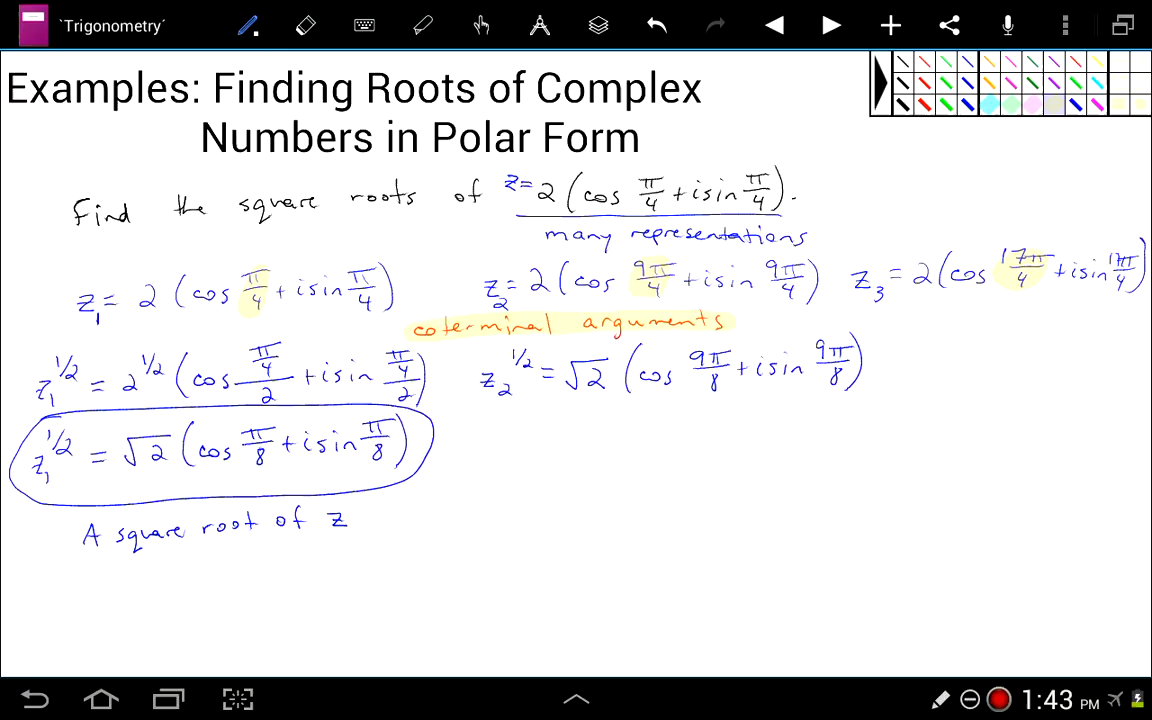 `Trigonometry´
Examples: Finding Roots of Complex
Numbers in Polar Form
Find the square roots of z= 2 (cos π/4 + i sin π/4).
many representations
z₁ = 2 (cos π/4 + i sin π/4)
z₂ = 2 (cos 9π/4 + i sin 9π/4)
z₃ = 2 (cos 17π/4 + i sin 17π/4)
coterminal arguments
z₁^1/2 = 2^1/2 (cos (π/4)/2 + i sin (π/4)/2)
z₂^1/2 = √2 (cos 9π/8 + i sin 9π/8)
z₁^1/2 = √2 (cos π/8 + i sin π/8)
A square root of z
1:43 PM